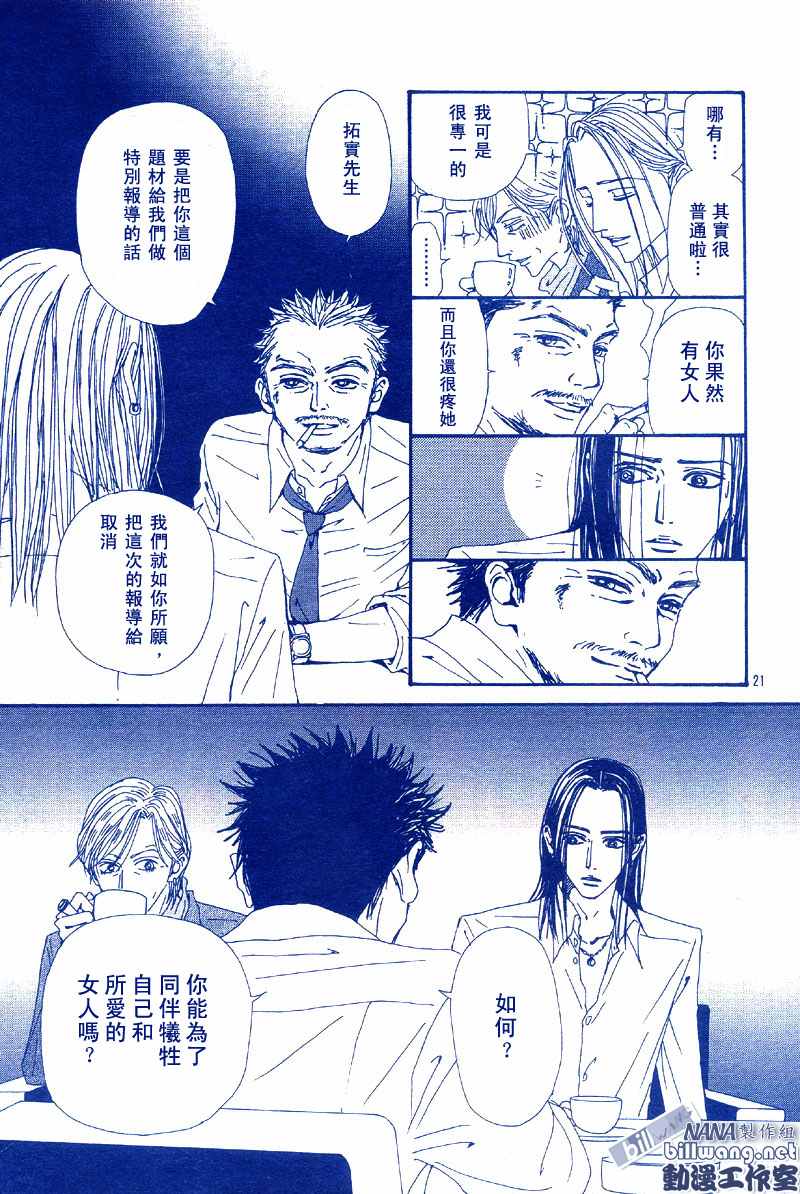 哪有…
其實很
普通啦…
我可是
很專一的
………
你果然
有女人
而且你還很疼她
拓實先生
要是把你這個
題材給我們做
特別報導的話
我們就如你所願，
把這次的報導給
取消
21
如何？
你能為了
同伴犧牲
自己和
所愛的
女人嗎？
bill wang
NANA製作組
billwang.net
動漫工作室